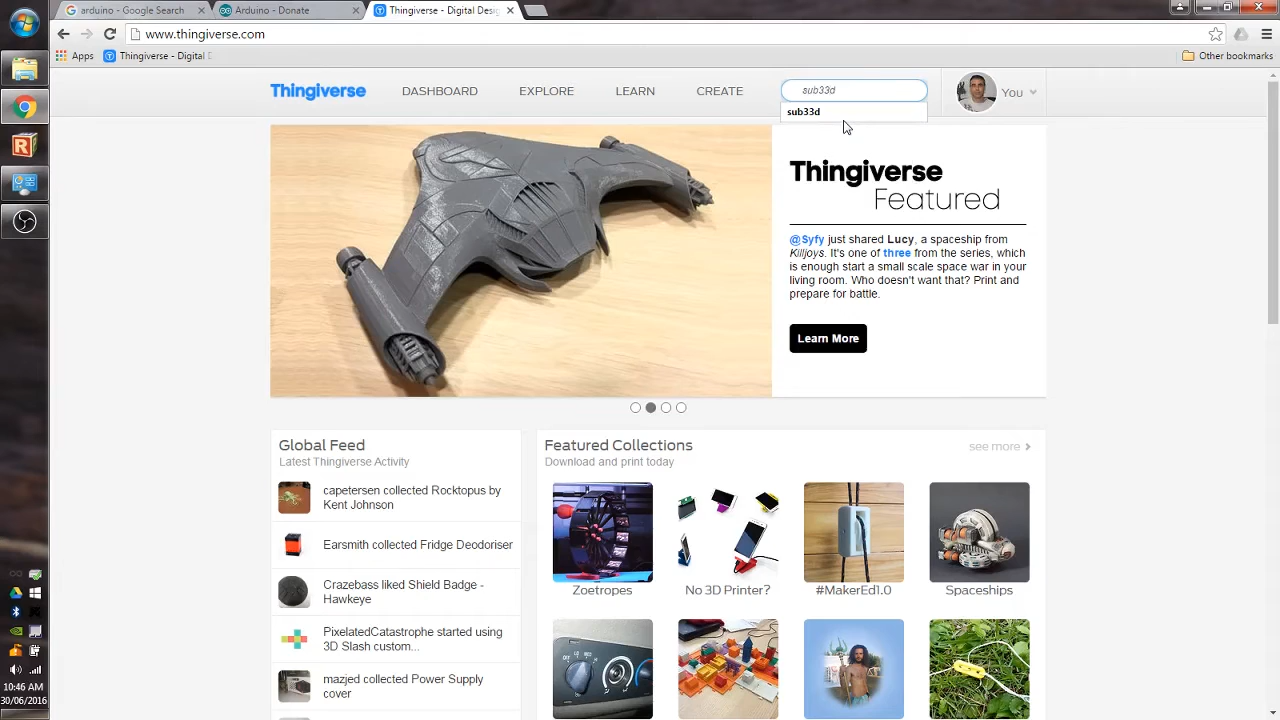 arduino - Google Search
Arduino - Donate
Thingiverse - Digital Desi
www.thingiverse.com
Apps
Thingiverse - Digital D
Other bookmarks
Thingiverse
DASHBOARD
EXPLORE
LEARN
CREATE
sub33d
You
sub33d
Thingiverse
Featured
@Syfy just shared Lucy, a spaceship from
Killjoys. It's one of three from the series, which
is enough start a small scale space war in your
living room. Who doesn't want that? Print and
prepare for battle.
Learn More
Global Feed
Latest Thingiverse Activity
capetersen collected Rocktopus by
Kent Johnson
Earsmith collected Fridge Deodoriser
Crazebass liked Shield Badge -
Hawkeye
PixelatedCatastrophe started using
3D Slash custom...
mazjed collected Power Supply
cover
Featured Collections
see more
Download and print today
Zoetropes
No 3D Printer?
#MakerEd1.0
Spaceships
10:46 AM
30/06/2016